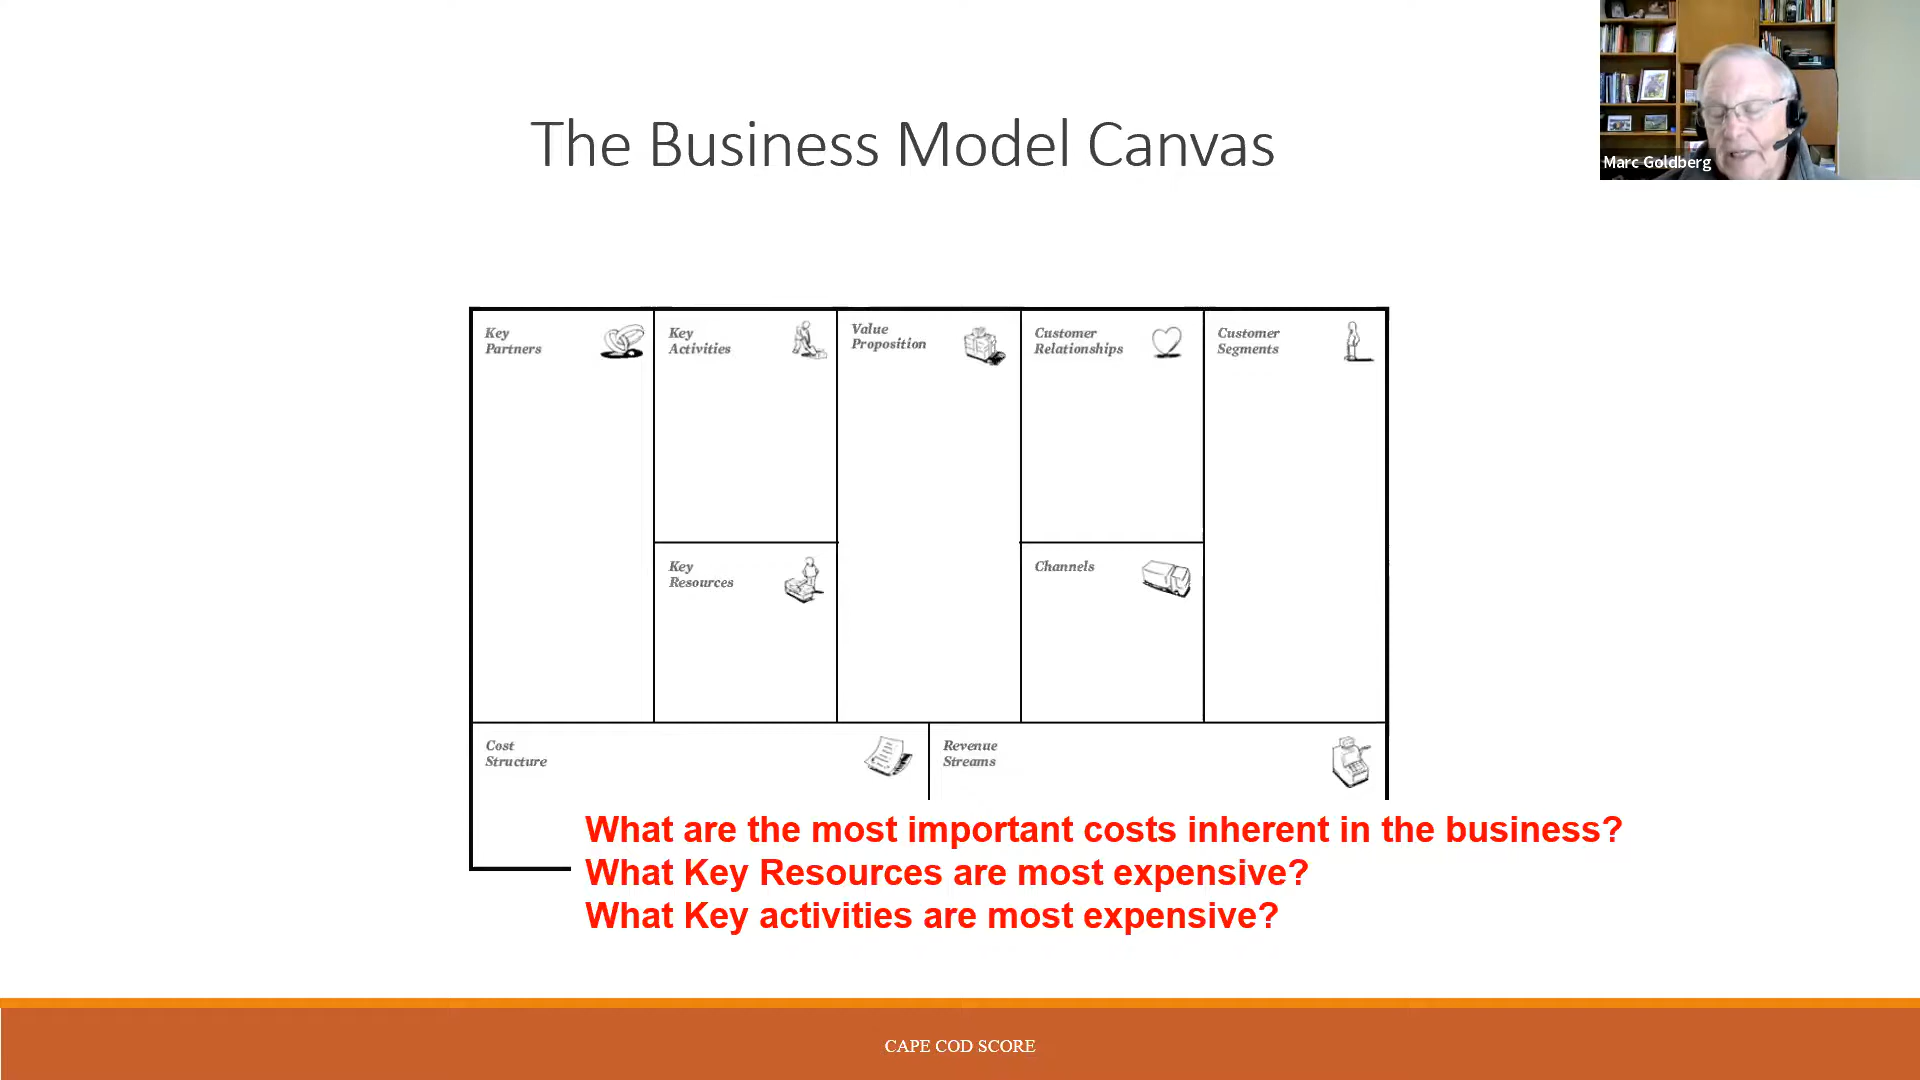 The Business Model Canvas
Marc Goldberg
Key
Partners
Key
Activities
Value
Proposition
Customer
Relationships
Customer
Segments
Key
Resources
Channels
Cost
Structure
Revenue
Streams
What are the most important costs inherent in the business?
What Key Resources are most expensive?
What Key activities are most expensive?
CAPE COD SCORE